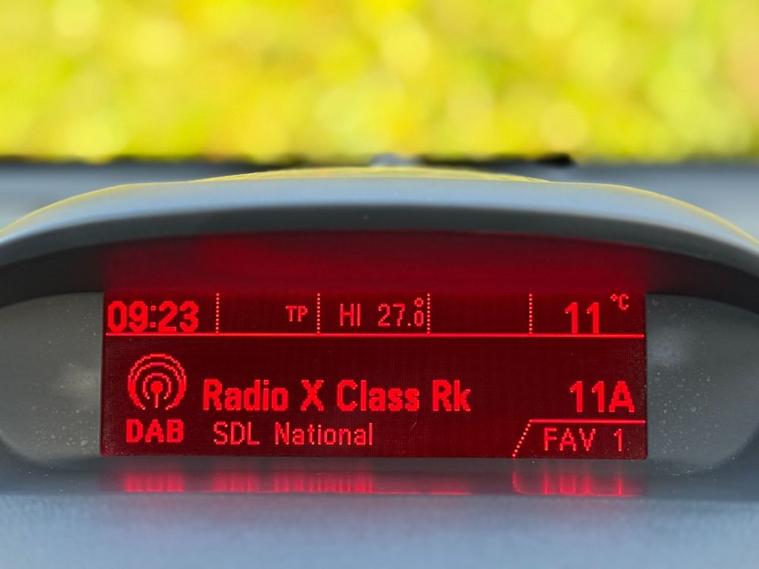 09:23 TP HI 27.0° 11°C
Radio X Class Rk 11A
DAB SDL National FAV 1